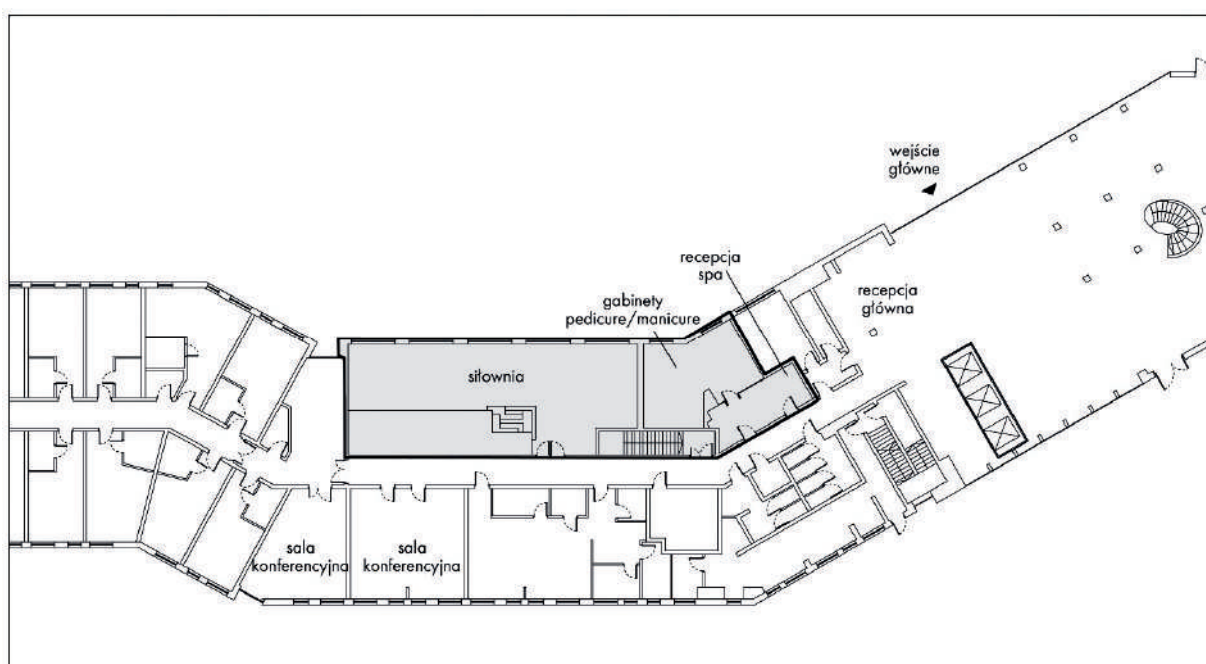 wejście
główne
recepcja
spa
gabinety
pedicure/manicure
recepcja
główna
siłownia
sala
konferencyjna
sala
konferencyjna